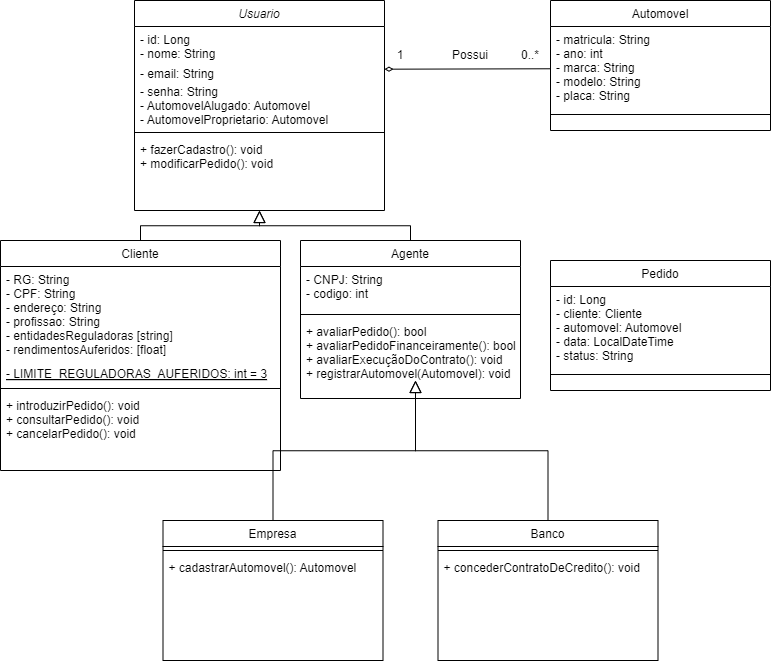 Usuario
- id: Long
- nome: String
- email: String
- senha: String
- AutomovelAlugado: Automovel
- AutomovelProprietario: Automovel
+ fazerCadastro(): void
+ modificarPedido(): void
1 Possui 0..*
Automovel
- matricula: String
- ano: int
- marca: String
- modelo: String
- placa: String
Cliente
- RG: String
- CPF: String
- endereço: String
- profissao: String
- entidadesReguladoras [string]
- rendimentosAuferidos: [float]
- LIMITE_REGULADORAS_AUFERIDOS: int = 3
+ introduzirPedido(): void
+ consultarPedido(): void
+ cancelarPedido(): void
Agente
- CNPJ: String
- codigo: int
+ avaliarPedido(): bool
+ avaliarPedidoFinanceiramente(): bool
+ avaliarExecuçãoDoContrato(): void
+ registrarAutomovel(Automovel): void
Pedido
- id: Long
- cliente: Cliente
- automovel: Automovel
- data: LocalDateTime
- status: String
Empresa
+ cadastrarAutomovel(): Automovel
Banco
+ concederContratoDeCredito(): void